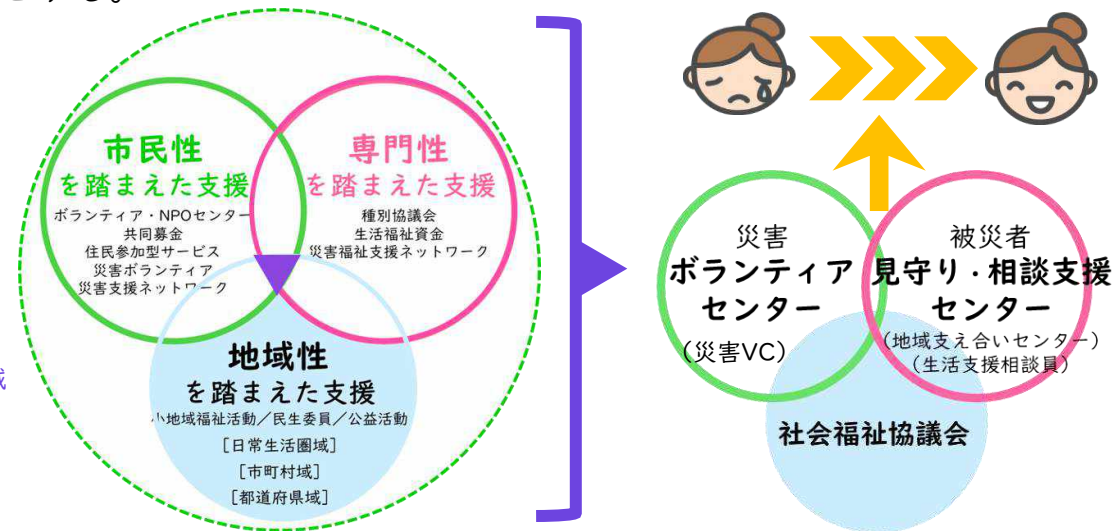 とする。
市民性
を踏まえた支援
ボランティア・NPOセンター
共同募金
住民参加型サービス
災害ボランティア
災害支援ネットワーク
専門性
を踏まえた支援
種別協議会
生活福祉資金
災害福祉支援ネットワーク
地域性
を踏まえた支援
小地域福祉活動／民生委員／公益活動
［日常生活圏域］
［市町村域］
［都道府県域］
災害
ボランティア
センター
（災害VC）
被災者
見守り・相談支援
センター
（地域支え合いセンター）
（生活支援相談員）
社会福祉協議会